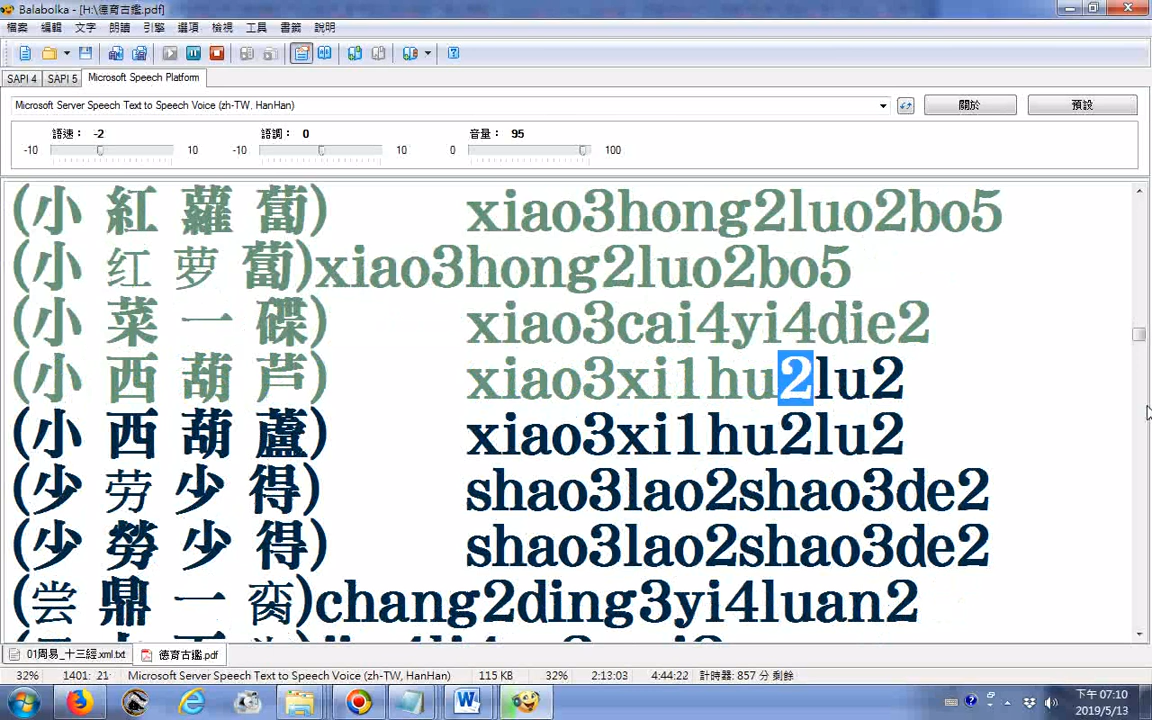 Balabolka - [H:\德育古鑑.pdf]
檔案 編輯 文字 朗讀 引擎 選項 檢視 工具 書籤 說明
SAPI 4 SAPI 5 Microsoft Speech Platform
Microsoft Server Speech Text to Speech Voice (zh-TW, HanHan) 關於 預設
語速： -2 語調： 0 音量： 95
-10 10 -10 10 0 100
(小 紅 蘿 蔔) xiao3hong2luo2bo5
(小 红 萝 蔔)xiao3hong2luo2bo5
(小 菜 一 碟) xiao3cai4yi4die2
(小 西 葫 芦) xiao3xi1hu2lu2
(小 西 葫 蘆) xiao3xi1hu2lu2
(少 劳 少 得) shao3lao2shao3de2
(少 勞 少 得) shao3lao2shao3de2
(尝 鼎 一 脔)chang2ding3yi4luan2
01周易_十三經.xml.txt 德育古鑑.pdf
32% 1401: 21 Microsoft Server Speech Text to Speech Voice (zh-TW, HanHan) 115 KB 32% 2:13:03 4:44:22 計時器: 857 分 剩餘
下午 07:10
2019/5/13